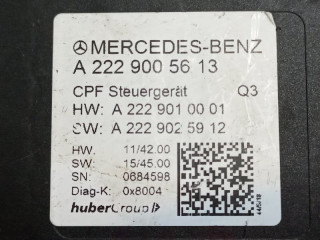 MERCEDES-BENZ
A 222 900 56 13
CPF Steuergerät Q3
HW: A 222 901 00 01
SW: A 222 902 59 12
HW: 11/42.00
SW: 15/45.00
SN: 0684598
Diag-K: 0x8004
huberGroup